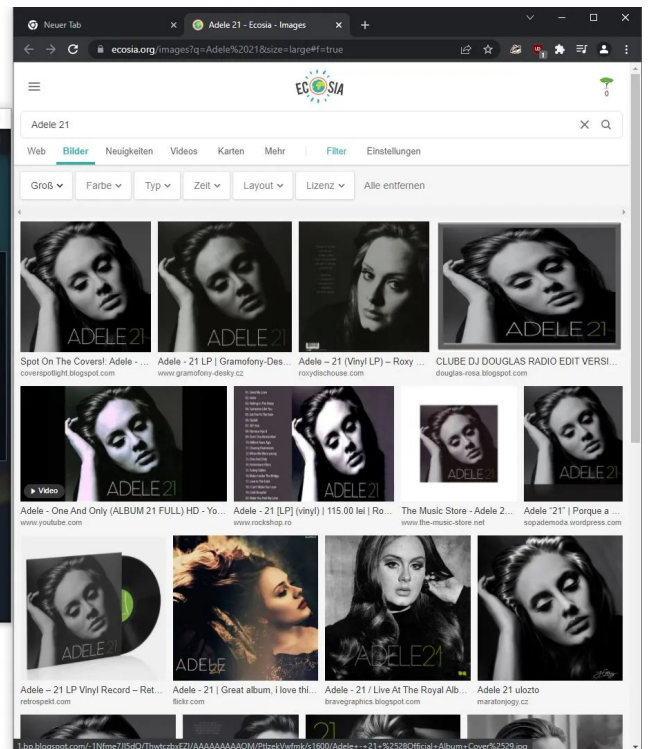 Neuer Tab
Adele 21 - Ecosia - Images
ecosia.org/images?q=Adele%2021&size=large#f=true
1
ECOSIA
0
Adele 21
Web Bilder Neuigkeiten Videos Karten Mehr Filter Einstellungen
Groß Farbe Typ Zeit Layout Lizenz Alle entfernen
ADELE 21
ADELE
ADELE 21
Spot On The Covers!: Adele - ...
coverspotlight.blogspot.com
Adele - 21 LP | Gramofony-Des...
www.gramofony-desky.cz
Adele – 21 (Vinyl LP) – Roxy ...
roxydischouse.com
CLUBE DJ DOUGLAS RADIO EDIT VERSI...
douglas-rosa.blogspot.com
Video
ADELE 21
ADELE 21
ADELE 21
ADELE 21
Adele - One And Only (ALBUM 21 FULL) HD - Yo...
www.youtube.com
Adele - 21 [LP] (vinyl) | 115.00 lei | Ro...
www.rockshop.ro
The Music Store - Adele 2...
www.the-music-store.net
Adele “21” | Porque a ...
sopademoda.wordpress.com
ADELE 21
ADELE
21
ADELE 21
ADELE 21
Adele – 21 LP Vinyl Record – Ret...
retrospekt.com
Adele - 21 | Great album, i love thi...
flickr.com
Adele - 21 / Live At The Royal Alb...
bravegraphics.blogspot.com
Adele 21 ulozto
maratonjogy.cz
21